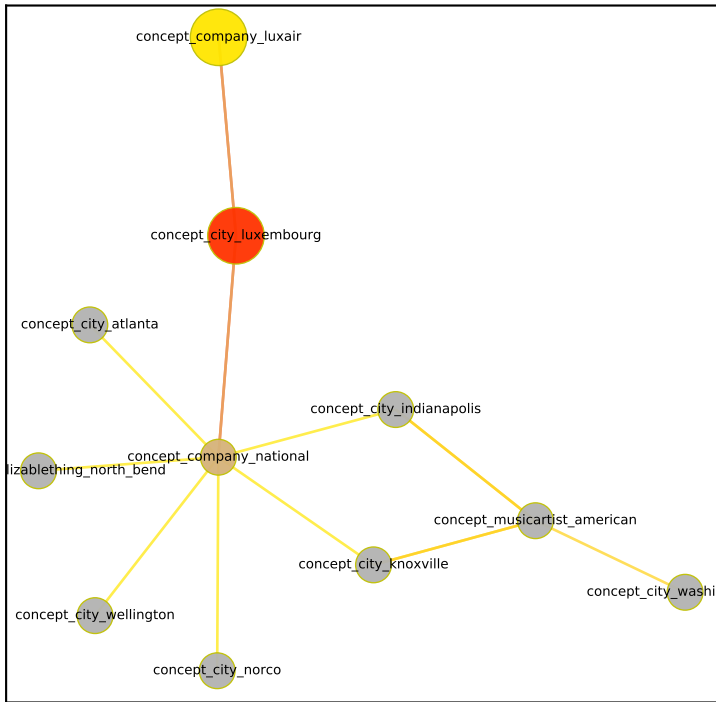 concept_company_luxair
concept_city_luxembourg
concept_city_atlanta
concept_city_indianapolis
concept_company_national
lizablething_north_bend
concept_musicartist_american
concept_city_knoxville
concept_city_washi
concept_city_wellington
concept_city_norco